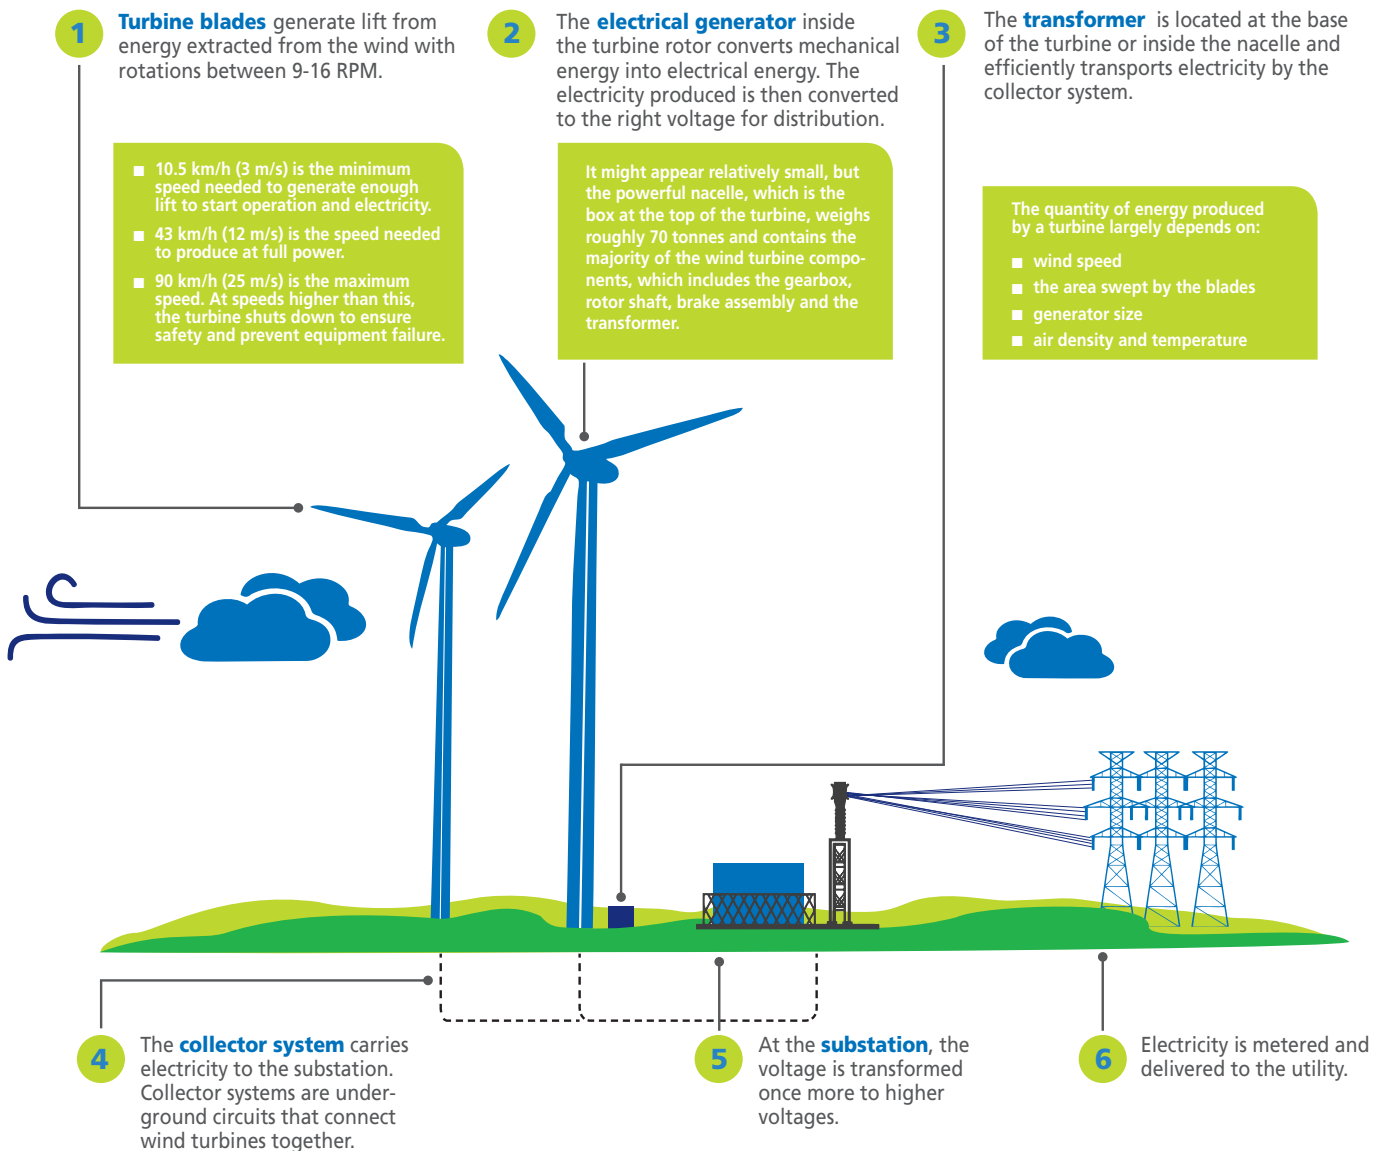 1
Turbine blades generate lift from
energy extracted from the wind with
rotations between 9-16 RPM.
10.5 km/h (3 m/s) is the minimum
speed needed to generate enough
lift to start operation and electricity.
43 km/h (12 m/s) is the speed needed
to produce at full power.
90 km/h (25 m/s) is the maximum
speed. At speeds higher than this,
the turbine shuts down to ensure
safety and prevent equipment failure.
2
The electrical generator inside
the turbine rotor converts mechanical
energy into electrical energy. The
electricity produced is then converted
to the right voltage for distribution.
It might appear relatively small, but
the powerful nacelle, which is the
box at the top of the turbine, weighs
roughly 70 tonnes and contains the
majority of the wind turbine compo-
nents, which includes the gearbox,
rotor shaft, brake assembly and the
transformer.
3
The transformer is located at the base
of the turbine or inside the nacelle and
efficiently transports electricity by the
collector system.
The quantity of energy produced
by a turbine largely depends on:
wind speed
the area swept by the blades
generator size
air density and temperature
4
The collector system carries
electricity to the substation.
Collector systems are under-
ground circuits that connect
wind turbines together.
5
At the substation, the
voltage is transformed
once more to higher
voltages.
6
Electricity is metered and
delivered to the utility.